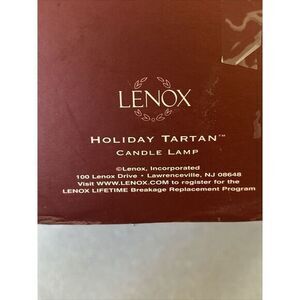 LENOX
HOLIDAY TARTAN™
CANDLE LAMP
©Lenox, Incorporated
100 Lenox Drive • Lawrenceville, NJ 08648
Visit WWW.LENOX.COM to register for the
LENOX LIFETIME Breakage Replacement Program